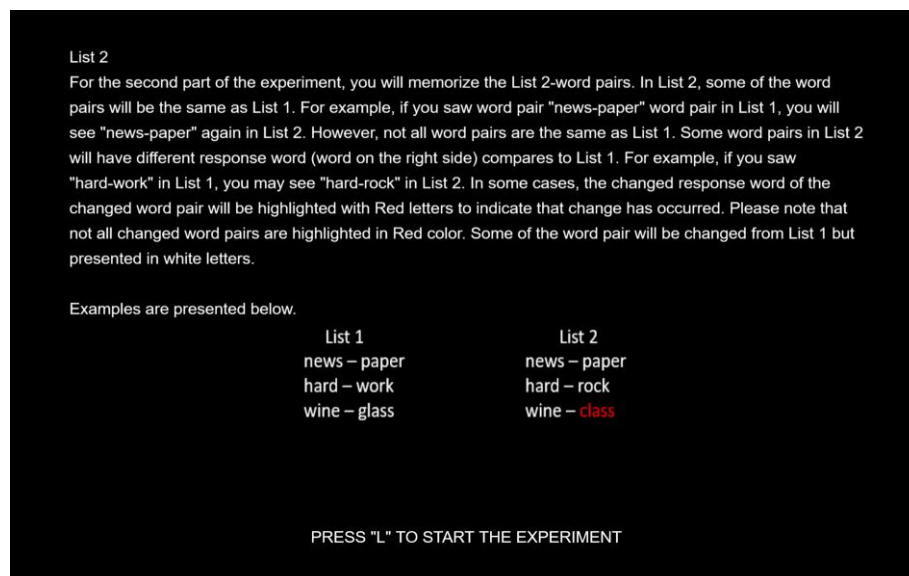 List 2
For the second part of the experiment, you will memorize the List 2-word pairs. In List 2, some of the word
pairs will be the same as List 1. For example, if you saw word pair "news-paper" word pair in List 1, you will
see "news-paper" again in List 2. However, not all word pairs are the same as List 1. Some word pairs in List 2
will have different response word (word on the right side) compares to List 1. For example, if you saw
"hard-work" in List 1, you may see "hard-rock" in List 2. In some cases, the changed response word of the
changed word pair will be highlighted with Red letters to indicate that change has occurred. Please note that
not all changed word pairs are highlighted in Red color. Some of the word pair will be changed from List 1 but
presented in white letters.
Examples are presented below.
List 1 List 2
news – paper news – paper
hard – work hard – rock
wine – glass wine – class
PRESS "L" TO START THE EXPERIMENT